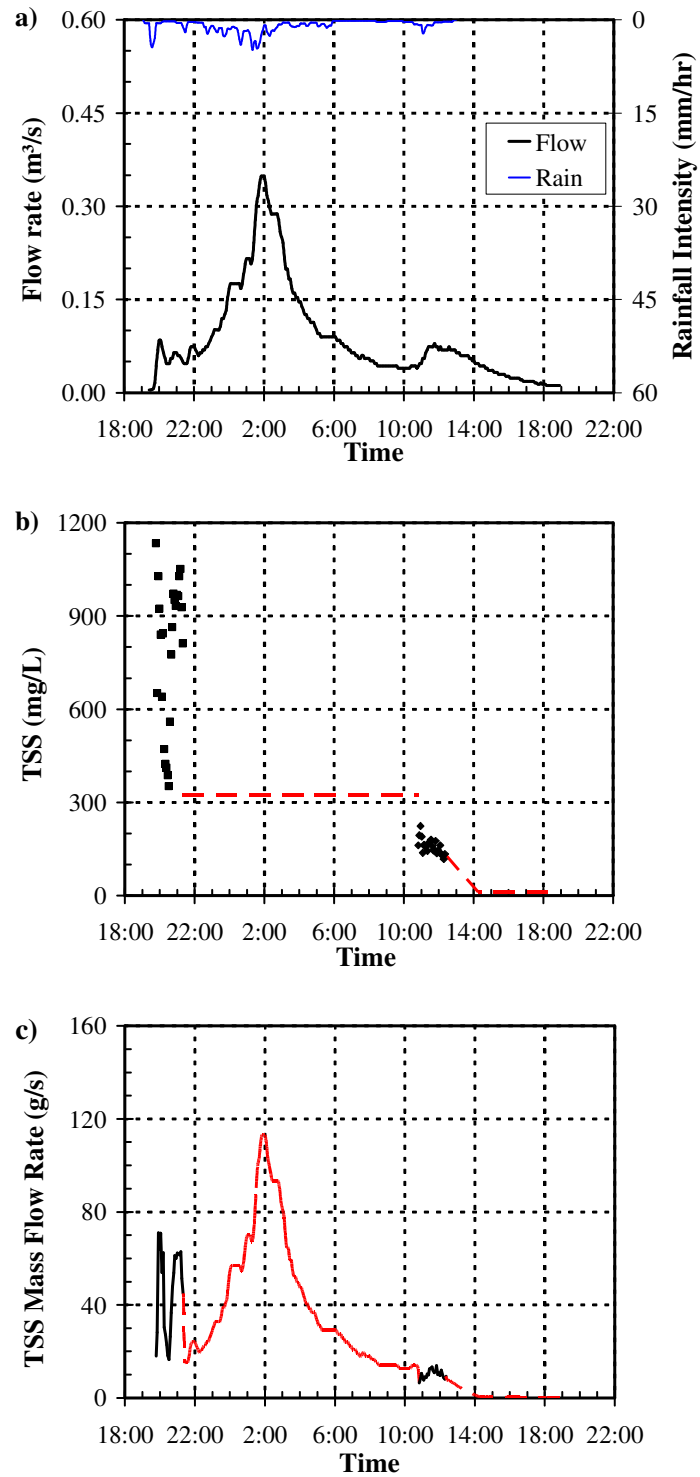 a)
0.60
0.45
0.30
0.15
0.00
Flow rate (m³/s)
0
15
30
45
60
Rainfall Intensity (mm/hr)
Flow
Rain
18:00 22:00 2:00 6:00 10:00 14:00 18:00 22:00
Time
b)
1200
900
600
300
0
TSS (mg/L)
18:00 22:00 2:00 6:00 10:00 14:00 18:00 22:00
Time
c)
160
120
80
40
0
TSS Mass Flow Rate (g/s)
18:00 22:00 2:00 6:00 10:00 14:00 18:00 22:00
Time